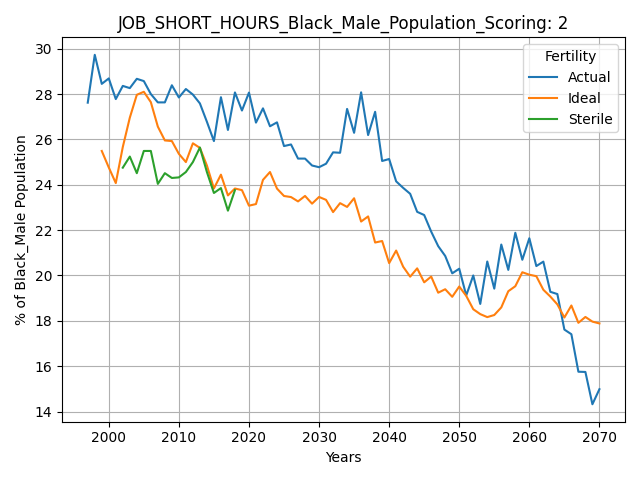 JOB_SHORT_HOURS_Black_Male_Population_Scoring: 2
Fertility
Actual
Ideal
Sterile
% of Black_Male Population
30
28
26
24
22
20
18
16
14
2000 2010 2020 2030 2040 2050 2060 2070
Years